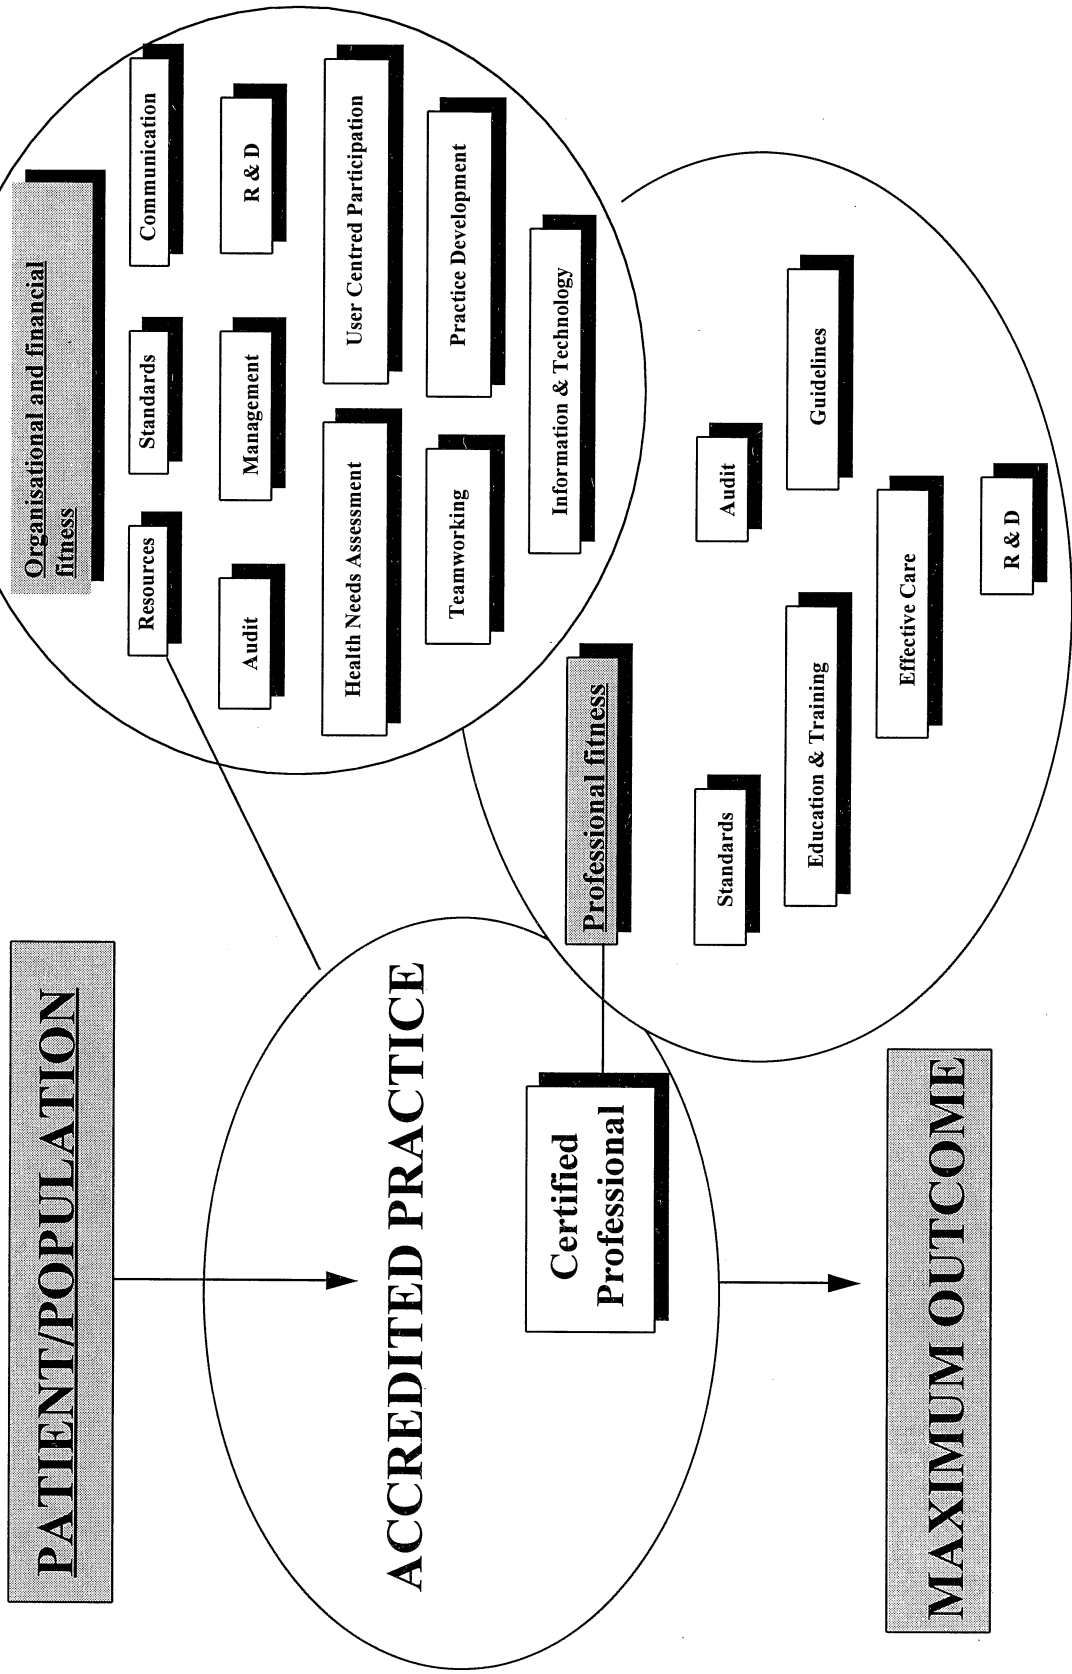 PATIENT/POPULATION
ACCREDITED PRACTICE
Certified
Professional
MAXIMUM OUTCOME
Organisational and financial
fitness
Resources
Standards
Communication
Audit
Management
R & D
Health Needs Assessment
User Centred Participation
Teamworking
Practice Development
Information & Technology
Professional fitness
Standards
Audit
Education & Training
Guidelines
Effective Care
R & D